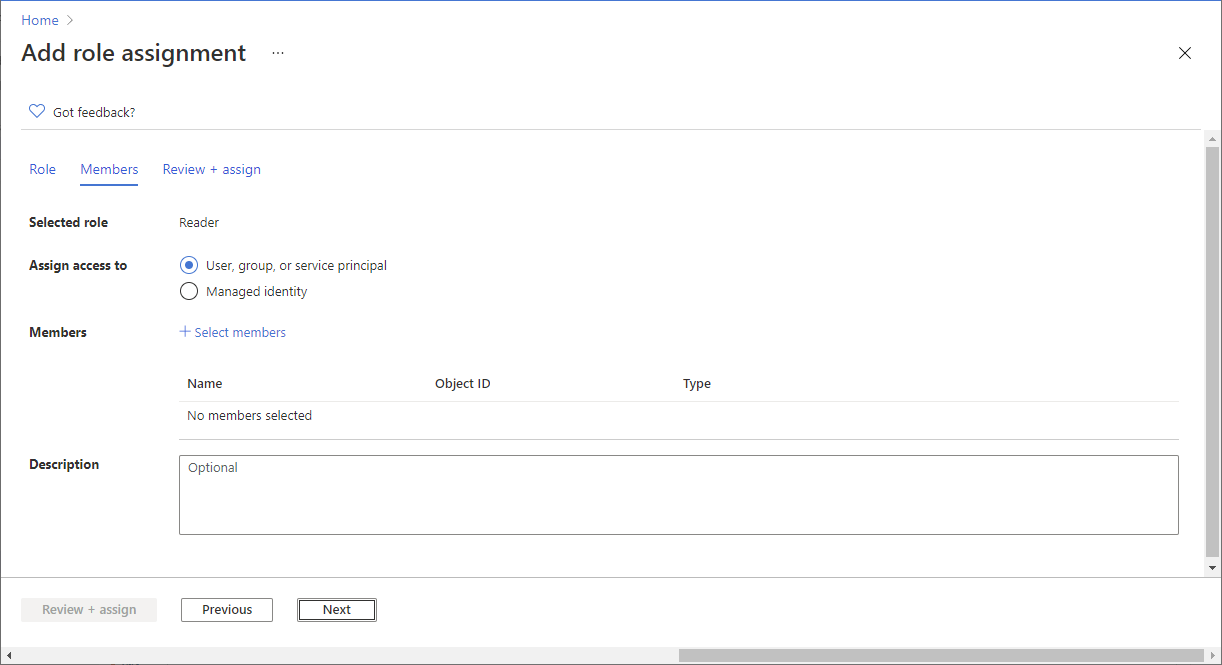 Home
Add role assignment
Got feedback?
Role Members Review + assign
Selected role Reader
Assign access to User, group, or service principal
Managed identity
Members + Select members
Name Object ID Type
No members selected
Description Optional
Review + assign Previous Next